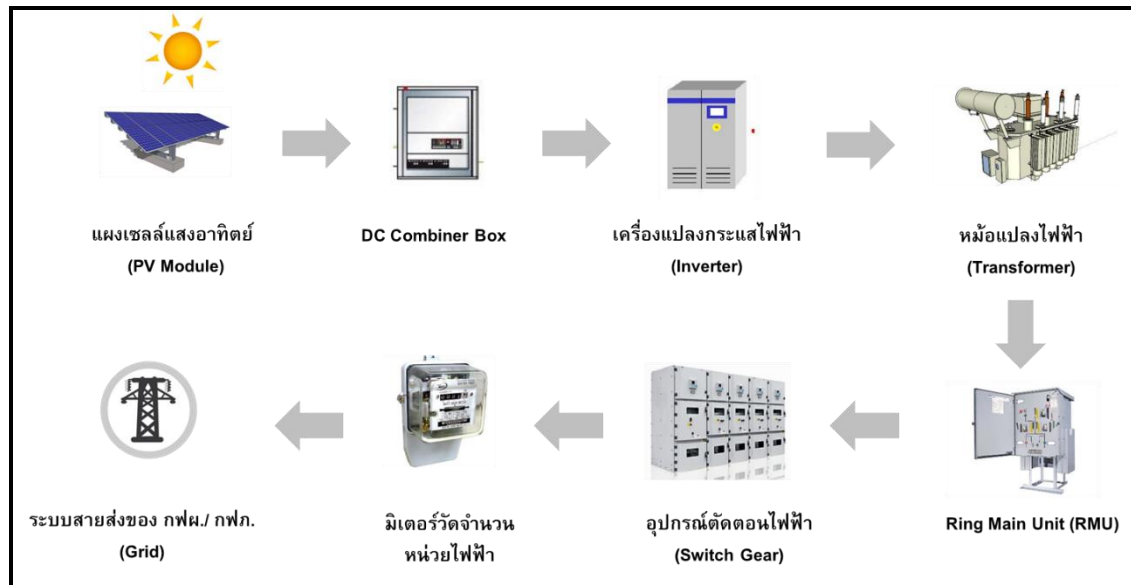 แผงเซลล์แสงอาทิตย์
(PV Module)
DC Combiner Box
เครื่องแปลงกระแสไฟฟ้า
(Inverter)
หม้อแปลงไฟฟ้า
(Transformer)
ระบบสายส่งของ กฟผ./ กฟภ.
(Grid)
มิเตอร์วัดจำนวน
หน่วยไฟฟ้า
อุปกรณ์ตัดตอนไฟฟ้า
(Switch Gear)
Ring Main Unit (RMU)